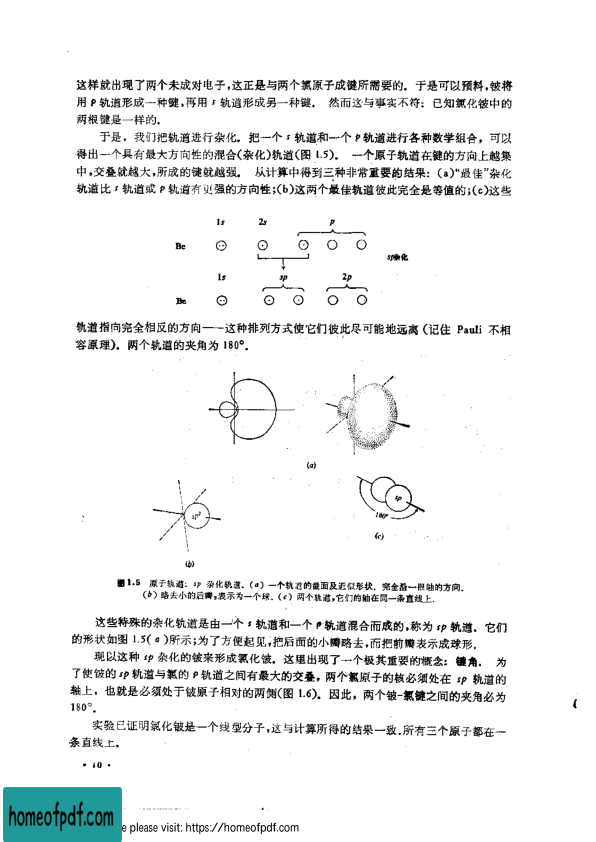 这样就出现了两个未成对电子,这正是与两个氯原子成键所需要的。于是可以预料,铍将
用 p 轨道形成一种键,再用 s 轨道形成另一种键。 然而这与事实不符: 已知氯化铍中的
两根键是一样的。
于是, 我们把轨道进行杂化。把一个 s 轨道和一个 p 轨道进行各种数学组合, 可以
得出一个具有最大方向性的混合(杂化)轨道(图 1.5)。 一个原子轨道在键的方向上越集
中,交叠就越大,所成的键就越强。 从计算中得到三种非常重要的结果: (a)“最佳”杂化
轨道比 s 轨道或 p 轨道有更强的方向性;(b)这两个最佳轨道彼此完全是等值的;(c)这些
1s 2s p
Be
sp杂化
1s sp 2p
Be
轨道指向完全相反的方向——这种排列方式使它们彼此尽可能地远离 (记住 Pauli 不相
容原理)。 两个轨道的夹角为 180°。
(a)
sp
180°
(b)
(c)
图1.5 原子轨道: sp 杂化轨道。(a) 一个轨道的截面及近似形状。完全沿一根轴的方向。
(b) 略去小的后瓣,表示为一个球。(c) 两个轨道,它们的轴在同一条直线上.
这些特殊的杂化轨道是由一个 s 轨道和一个 p 轨道混合而成的,称为 sp 轨道。它们
的形状如图 1.5(a)所示;为了方便起见,把后面的小瓣略去,而把前瓣表示成球形.
现以这种 sp 杂化的铍来形成氯化铍。这里出现了一个极其重要的概念: 键角. 为
了使铍的 sp 轨道与氯的 p 轨道之间有最大的交叠, 两个氯原子的核必须处在 sp 轨道的
轴上, 也就是必须处于铍原子相对的两侧(图 1.6)。因此, 两个铍-氯键之间的夹角必为
180°。
实验已证明氯化铍是一个线型分子,这与计算所得的结果一致。所有三个原子都在一
条直线上。
• 10 •
homeofpdf.com
e please visit: https://homeofpdf.com